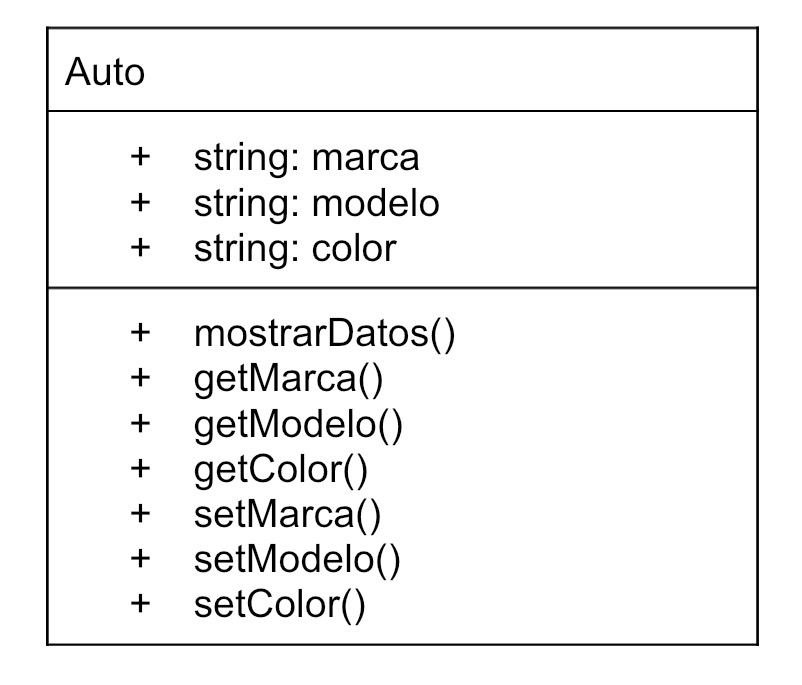 Auto
+ string: marca
+ string: modelo
+ string: color
+ mostrarDatos()
+ getMarca()
+ getModelo()
+ getColor()
+ setMarca()
+ setModelo()
+ setColor()